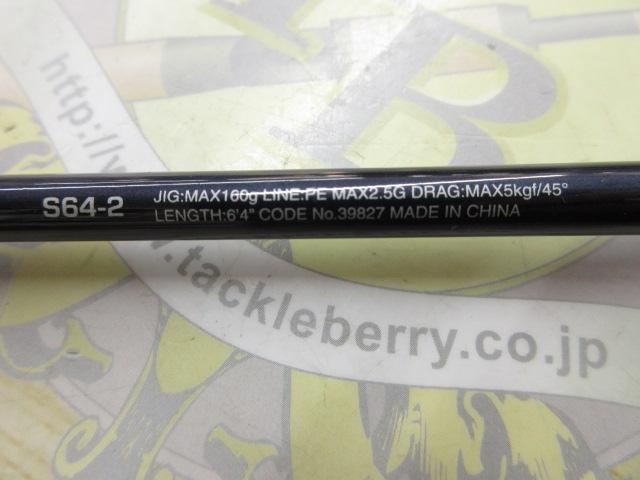 http://w
B
S64-2
JIG:MAX160g LINE:PE MAX2.5G DRAG:MAX5kgf/45°
LENGTH:6'4" CODE No.39827 MADE IN CHINA
w.tackleberry.co.jp